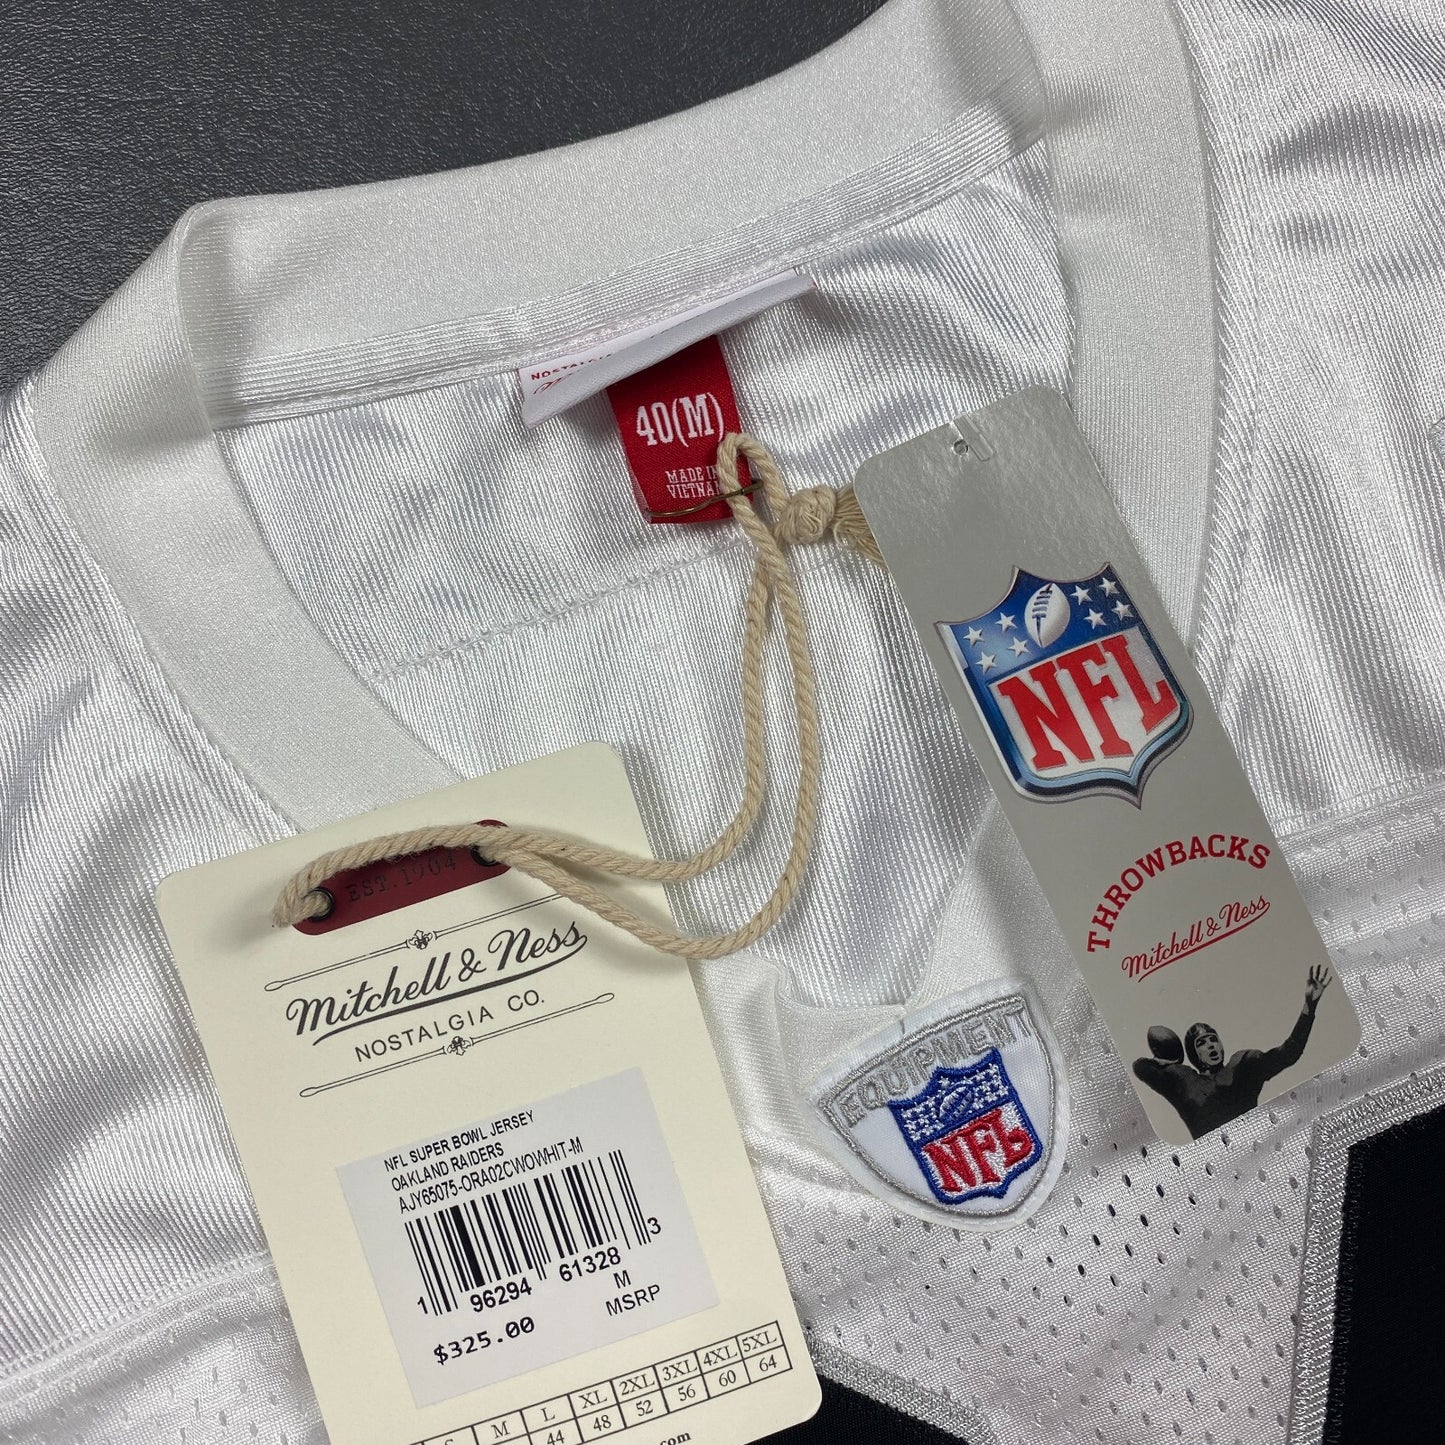 NOSTALGIA
40(M)
MADE IN
VIETNAM
NFL
THROWBACKS
Mitchell & Ness
EQUIPMENT
NFL
EST. 1904
Mitchell & Ness
NOSTALGIA CO.
NFL SUPER BOWL JERSEY
OAKLAND RAIDERS
AJY65075-ORA02CWOWHIT-M
1 96294 61328 3
M
$325.00 MSRP
S M L XL 2XL 3XL 4XL 5XL
44 48 52 56 60 64
.com